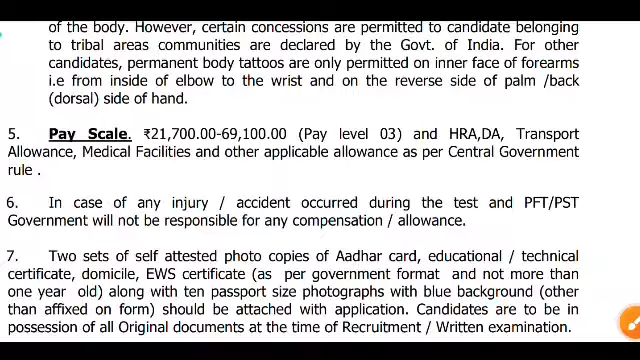 of the body. However, certain concessions are permitted to candidate belonging
to tribal areas communities are declared by the Govt. of India. For other
candidates, permanent body tattoos are only permitted on inner face of forearms
i.e from inside of elbow to the wrist and on the reverse side of palm /back
(dorsal) side of hand.
5. Pay Scale. ₹21,700.00-69,100.00 (Pay level 03) and HRA,DA, Transport
Allowance, Medical Facilities and other applicable allowance as per Central Government
rule .
6. In case of any injury / accident occurred during the test and PFT/PST
Government will not be responsible for any compensation / allowance.
7. Two sets of self attested photo copies of Aadhar card, educational / technical
certificate, domicile, EWS certificate (as per government format and not more than
one year old) along with ten passport size photographs with blue background (other
than affixed on form) should be attached with application. Candidates are to be in
possession of all Original documents at the time of Recruitment / Written examination.